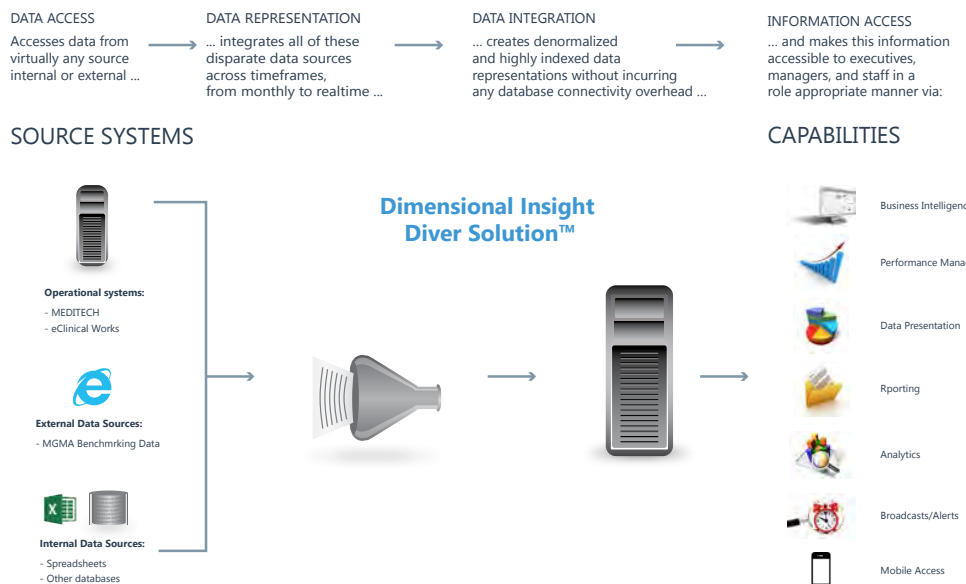 DATA ACCESS
Accesses data from
virtually any source
internal or external ...
DATA REPRESENTATION
... integrates all of these
disparate data sources
across timeframes,
from monthly to realtime ...
DATA INTEGRATION
... creates denormalized
and highly indexed data
representations without incurring
any database connectivity overhead ...
INFORMATION ACCESS
... and makes this information
accessible to executives,
managers, and staff in a
role appropriate manner via:
SOURCE SYSTEMS
Operational systems:
- MEDITECH
- eClinical Works
External Data Sources:
- MGMA Benchmrking Data
Internal Data Sources:
- Spreadsheets
- Other databases
Dimensional Insight
Diver Solution™
CAPABILITIES
Business Intelligenc
Performance Mana
Data Presentation
Rporting
Analytics
Broadcasts/Alerts
Mobile Access